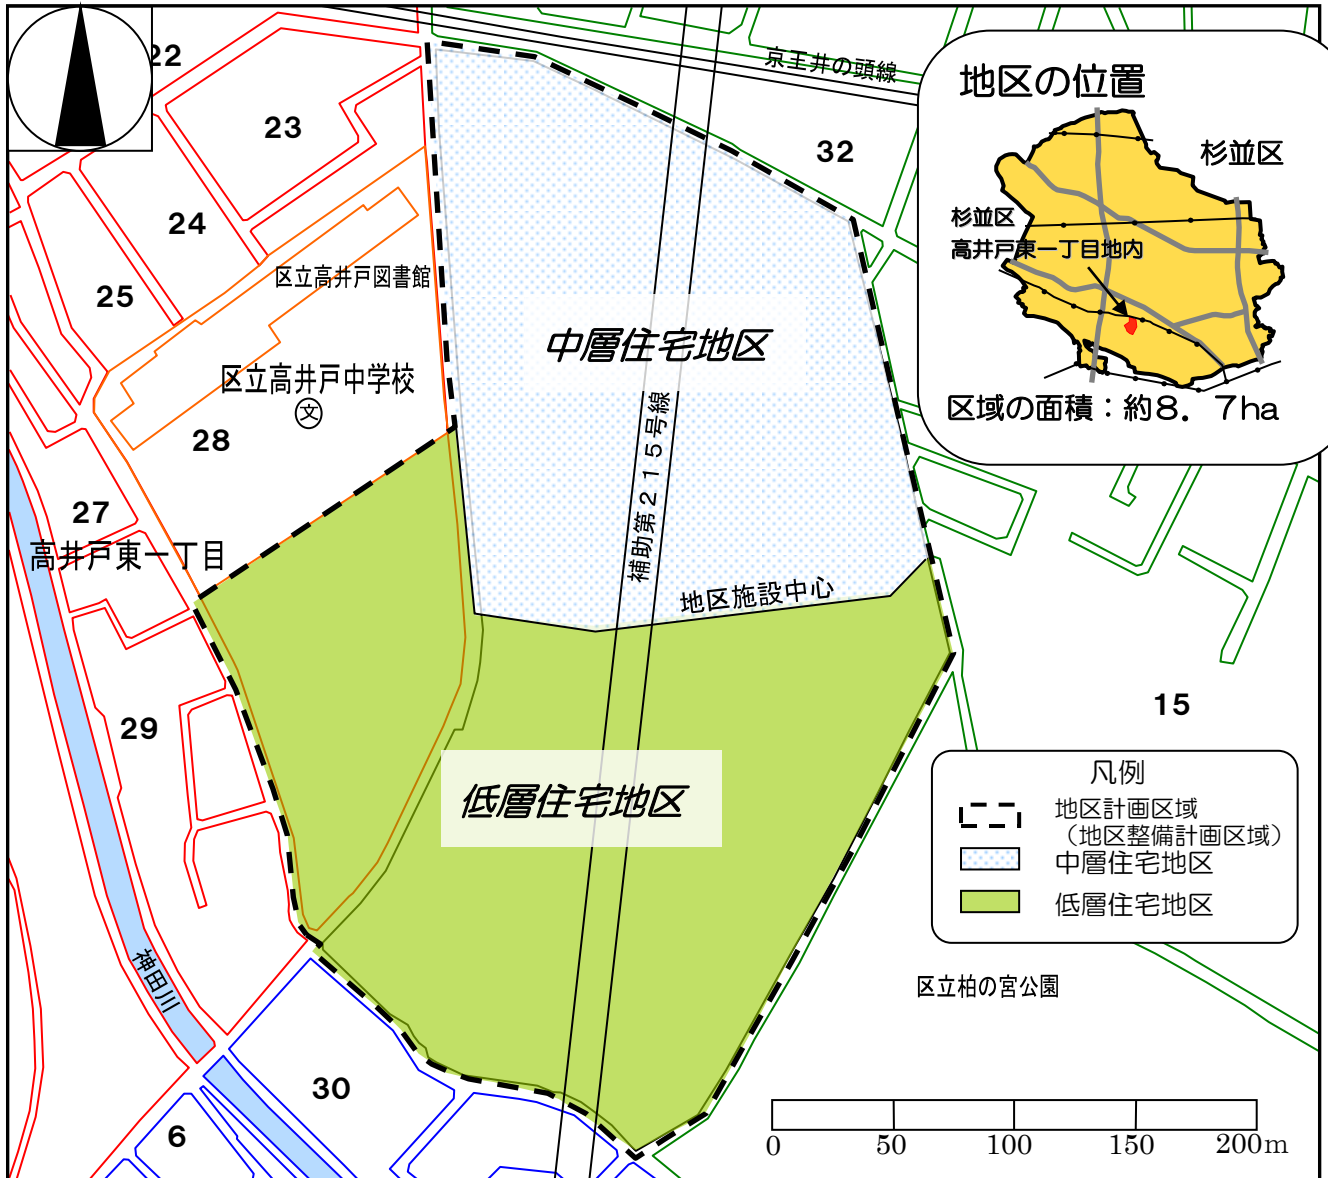 22
23
京王井の頭線
32
24
25
区立高井戸図書館
区立高井戸中学校
文
28
27
高井戸東一丁目
29
中層住宅地区
補助第215号線
地区施設中心
低層住宅地区
神田川
30
6
15
区立柏の宮公園
地区の位置
杉並区
杉並区
高井戸東一丁目地内
区域の面積：約8．7ha
凡例
地区計画区域
（地区整備計画区域）
中層住宅地区
低層住宅地区
0 50 100 150 200m